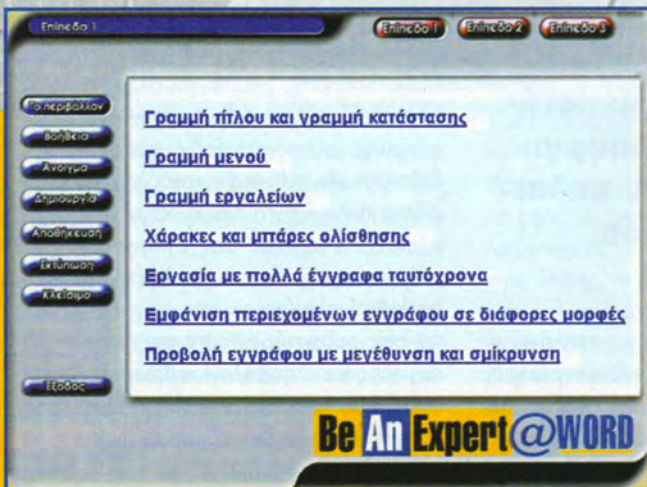 Επίπεδο 1
Επίπεδο 1 Επίπεδο 2 Επίπεδο 3
Το περιβάλλον
Βοήθεια
Άνοιγμα
Δημιουργία
Αποθήκευση
Εκτύπωση
Κλείσιμο
Έξοδος
Γραμμή τίτλου και γραμμή κατάστασης
Γραμμή μενού
Γραμμή εργαλείων
Χάρακες και μπάρες ολίσθησης
Εργασία με πολλά έγγραφα ταυτόχρονα
Εμφάνιση περιεχομένων εγγράφου σε διάφορες μορφές
Προβολή εγγράφου με μεγέθυνση και σμίκρυνση
Be An Expert@WORD